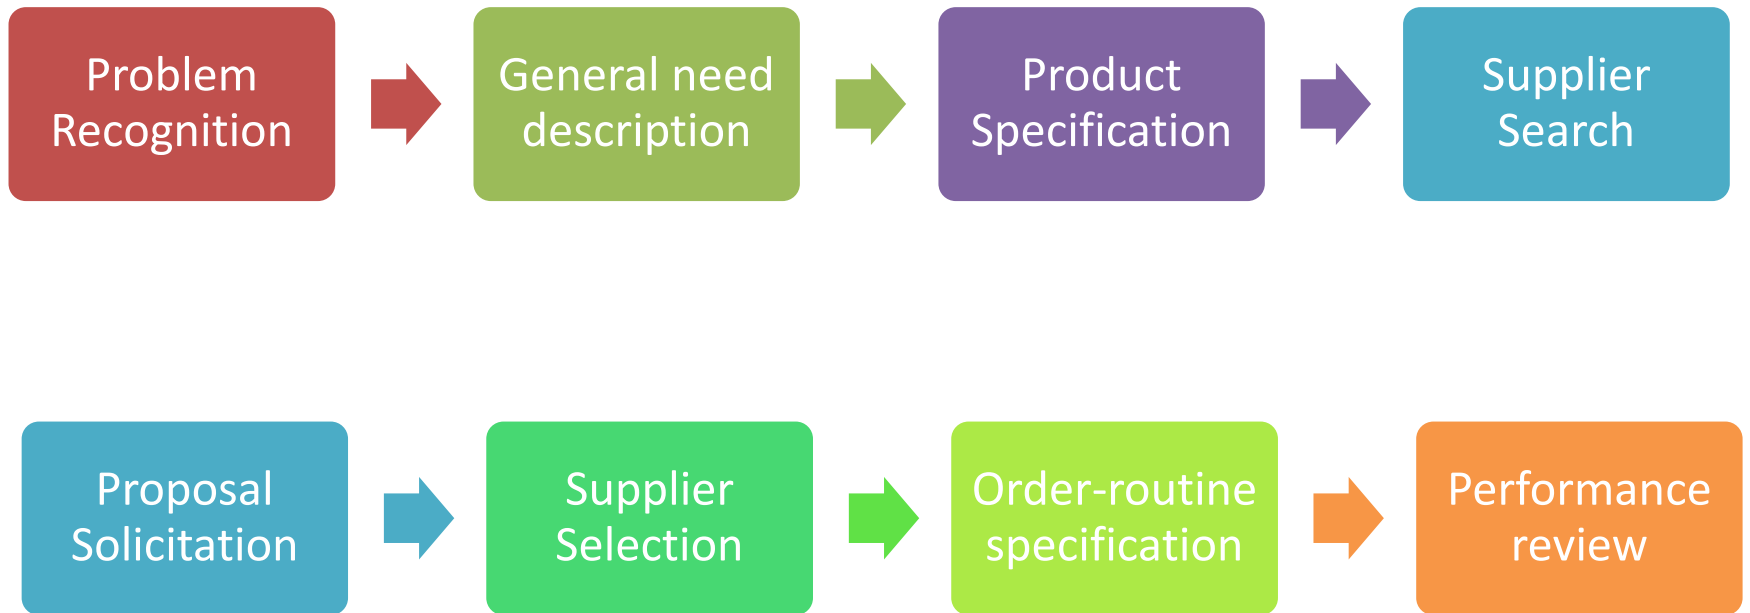 Problem
Recognition
General need
description
Product
Specification
Supplier
Search
Proposal
Solicitation
Supplier
Selection
Order-routine
specification
Performance
review